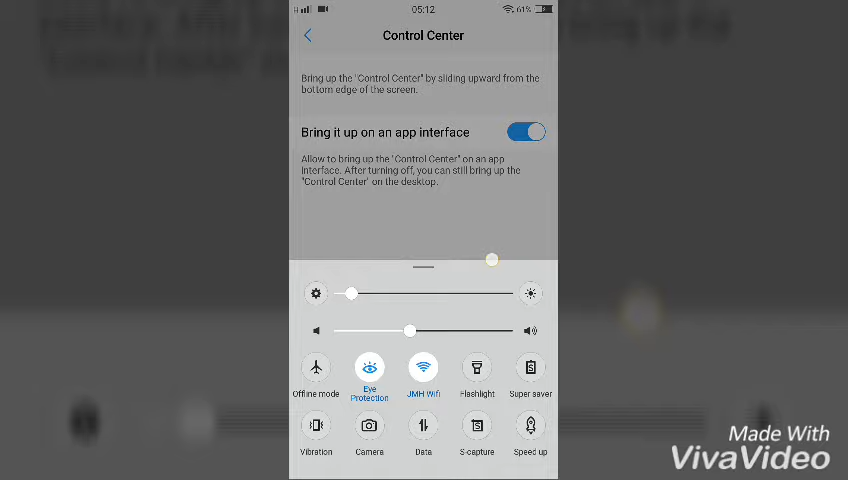 05:12
61%
Control Center
Bring up the "Control Center" by sliding upward from the
bottom edge of the screen.
Bring it up on an app interface
Allow to bring up the "Control Center" on an app
interface. After turning off, you can still bring up the
"Control Center" on the desktop.
Offline mode
Eye
Protection
JMH Wifi
Flashlight
Super saver
Vibration
Camera
Data
S-capture
Speed up
Made With
VivaVideo